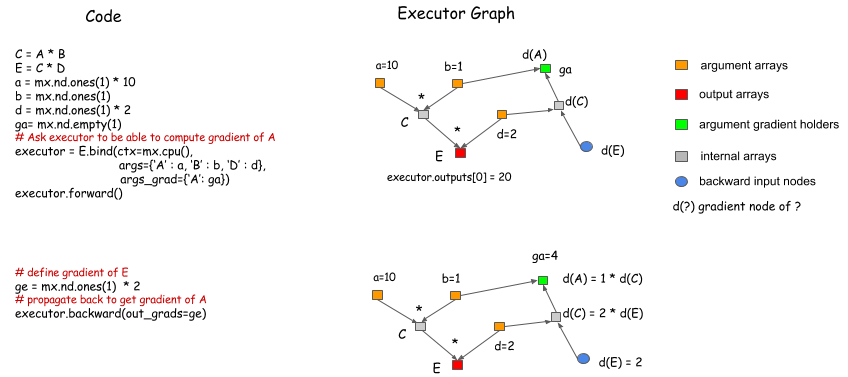 Code
Executor Graph
C = A * B
E = C * D
a = mx.nd.ones(1) * 10
b = mx.nd.ones(1)
d = mx.nd.ones(1) * 2
ga= mx.nd.empty(1)
# Ask executor to be able to compute gradient of A
executor = E.bind(ctx=mx.cpu(),
args={'A' : a, 'B' : b, 'D' : d},
args_grad={'A': ga})
executor.forward()
a=10
b=1
d(A)
ga
*
C
d(C)
*
d=2
E
d(E)
executor.outputs[0] = 20
argument arrays
output arrays
argument gradient holders
internal arrays
backward input nodes
d(?) gradient node of ?
# define gradient of E
ge = mx.nd.ones(1) * 2
# propagate back to get gradient of A
executor.backward(out_grads=ge)
ga=4
a=10
b=1
d(A) = 1 * d(C)
*
C
d(C) = 2 * d(E)
*
d=2
E
d(E) = 2